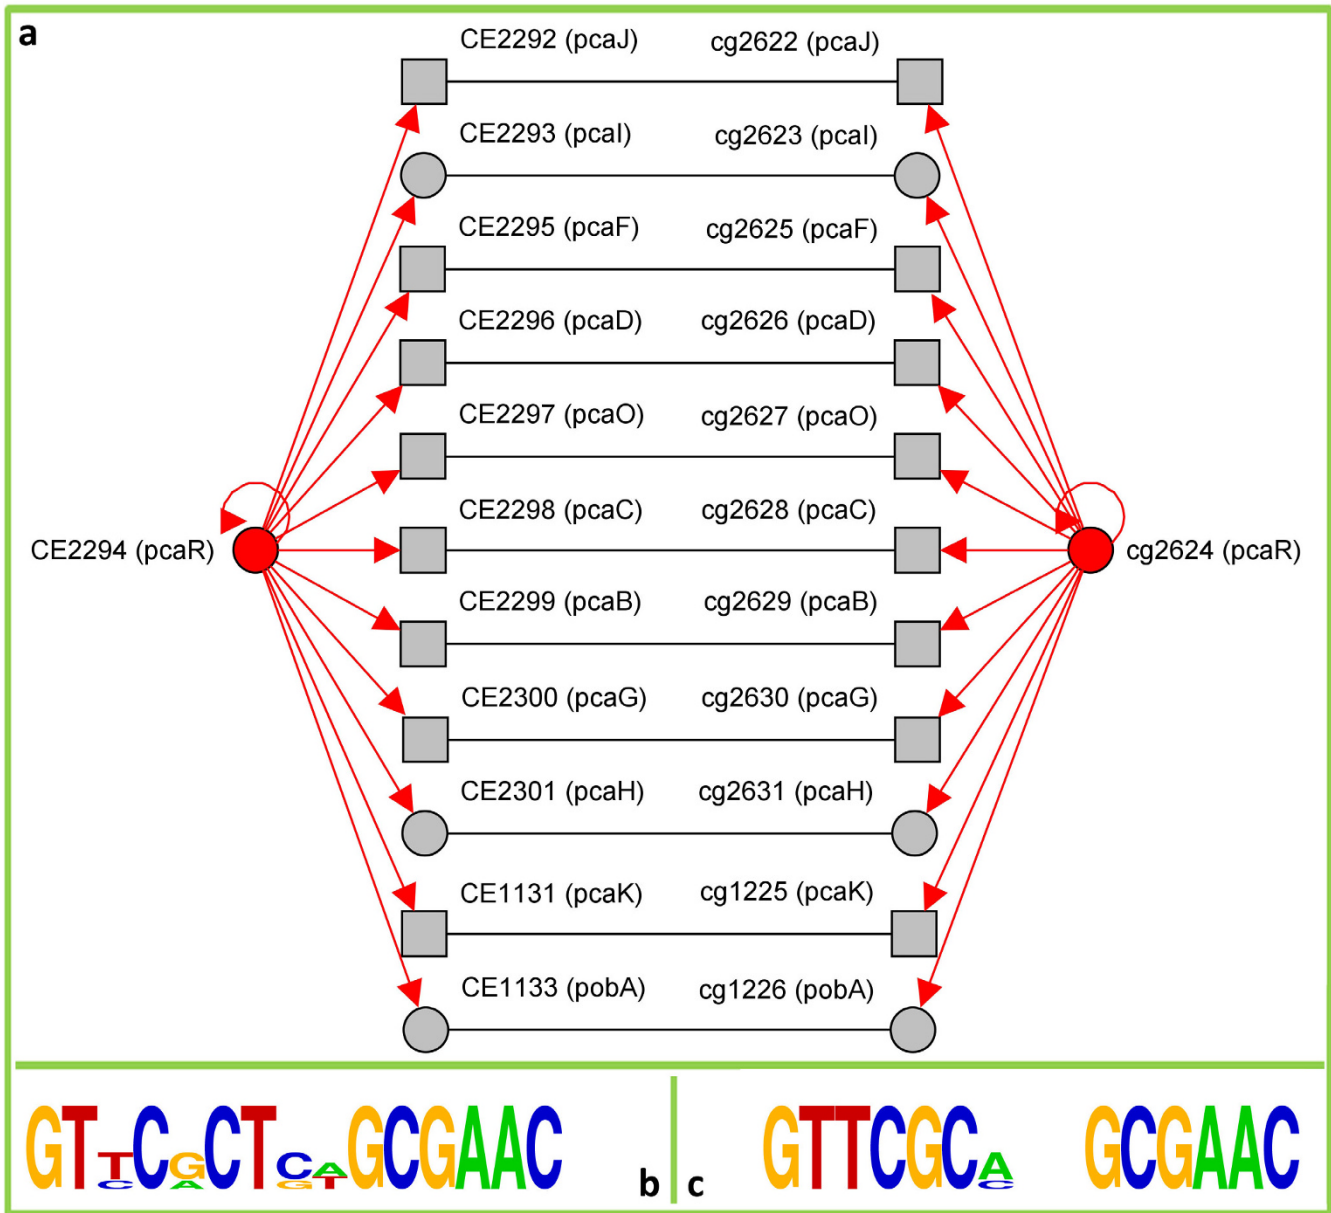 a
CE2292 (pcaJ) cg2622 (pcaJ)
CE2293 (pcaI) cg2623 (pcaI)
CE2295 (pcaF) cg2625 (pcaF)
CE2296 (pcaD) cg2626 (pcaD)
CE2297 (pcaO) cg2627 (pcaO)
CE2298 (pcaC) cg2628 (pcaC)
CE2294 (pcaR) cg2624 (pcaR)
CE2299 (pcaB) cg2629 (pcaB)
CE2300 (pcaG) cg2630 (pcaG)
CE2301 (pcaH) cg2631 (pcaH)
CE1131 (pcaK) cg1225 (pcaK)
CE1133 (pobA) cg1226 (pobA)
GTTCGCTCAGCGAAC b c GTTCGCA GCGAAC
C A GT C